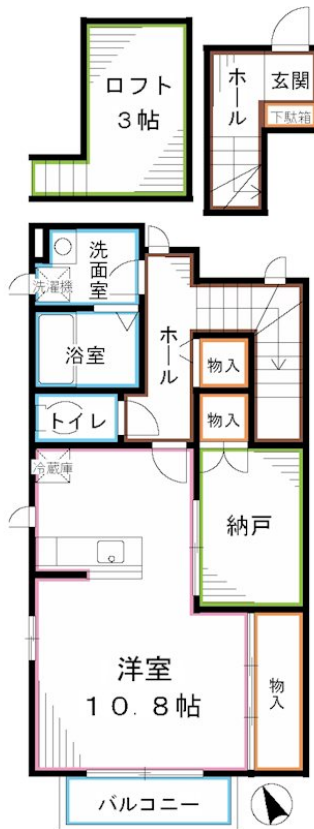 ロフト
3帖
ホール
玄関
下駄箱
洗面室
洗濯機
浴室
ホール
物入
トイレ
物入
冷蔵庫
納戸
洋室
10.8帖
物入
バルコニー